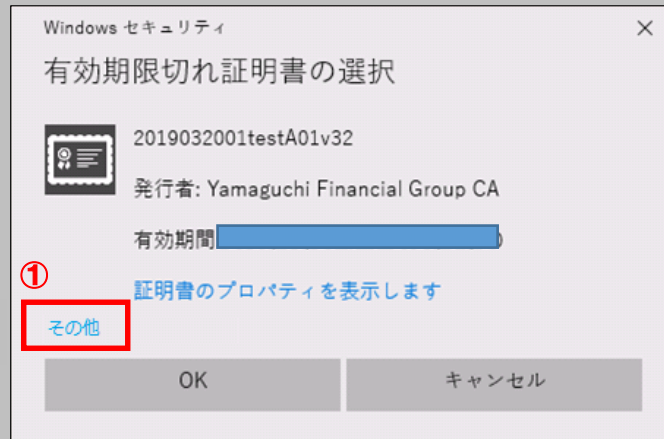 Windows セキュリティ
有効期限切れ証明書の選択
2019032001testA01v32
発行者: Yamaguchi Financial Group CA
有効期間
証明書のプロパティを表示します
①
その他
OK
キャンセル